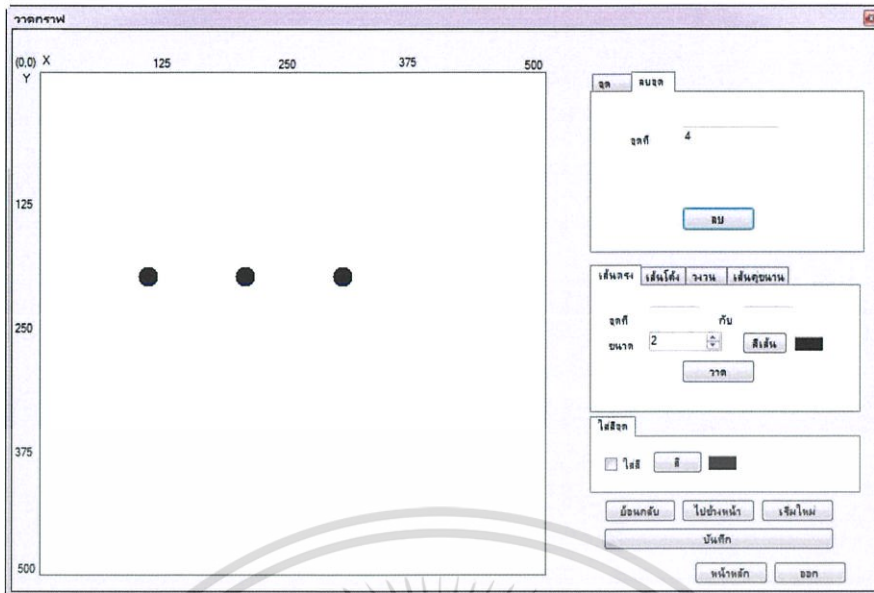 วาดกราฟ
(0,0) X 125 250 375 500
Y
125
250
375
500
จุด ลบจุด
จุดที่ 4
ลบ
เส้นตรง เส้นโค้ง วงวน เส้นคู่ขนาน
จุดที่ กับ
ขนาด 2 สีเส้น
วาด
ใส่สีจุด
ใส่สี สี
ย้อนกลับ ไปข้างหน้า เริ่มใหม่
บันทึก
หน้าหลัก ออก